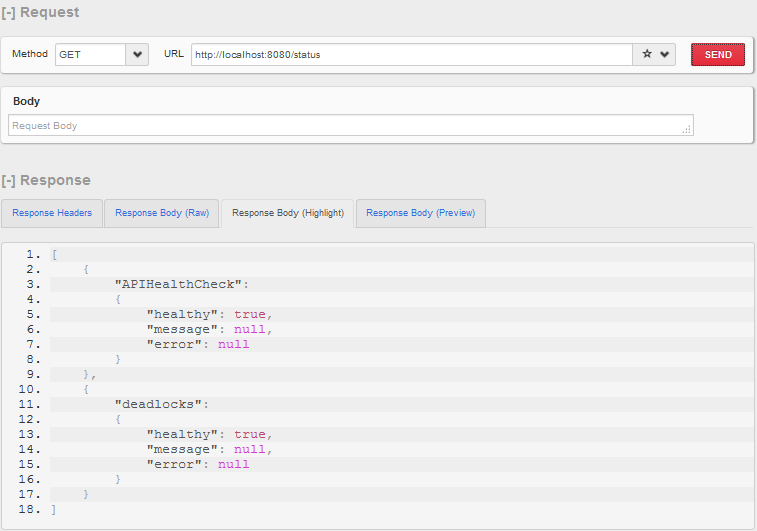 [-] Request
Method GET URL http://localhost:8080/status SEND
Body
Request Body
[-] Response
Response Headers Response Body (Raw) Response Body (Highlight) Response Body (Preview)
1. [
2. {
3. "APIHealthCheck":
4. {
5. "healthy": true,
6. "message": null,
7. "error": null
8. }
9. },
10. {
11. "deadlocks":
12. {
13. "healthy": true,
14. "message": null,
15. "error": null
16. }
17. }
18. ]